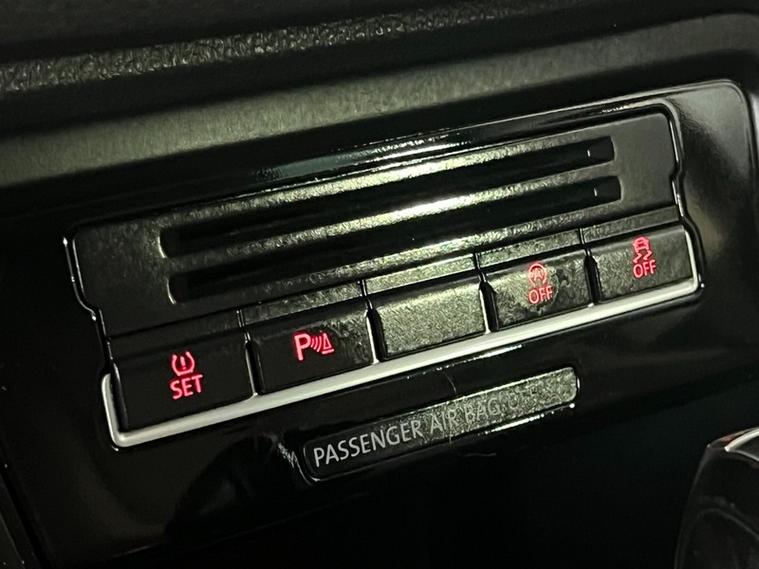 SET
P
A
OFF
OFF
PASSENGER AIR BAG